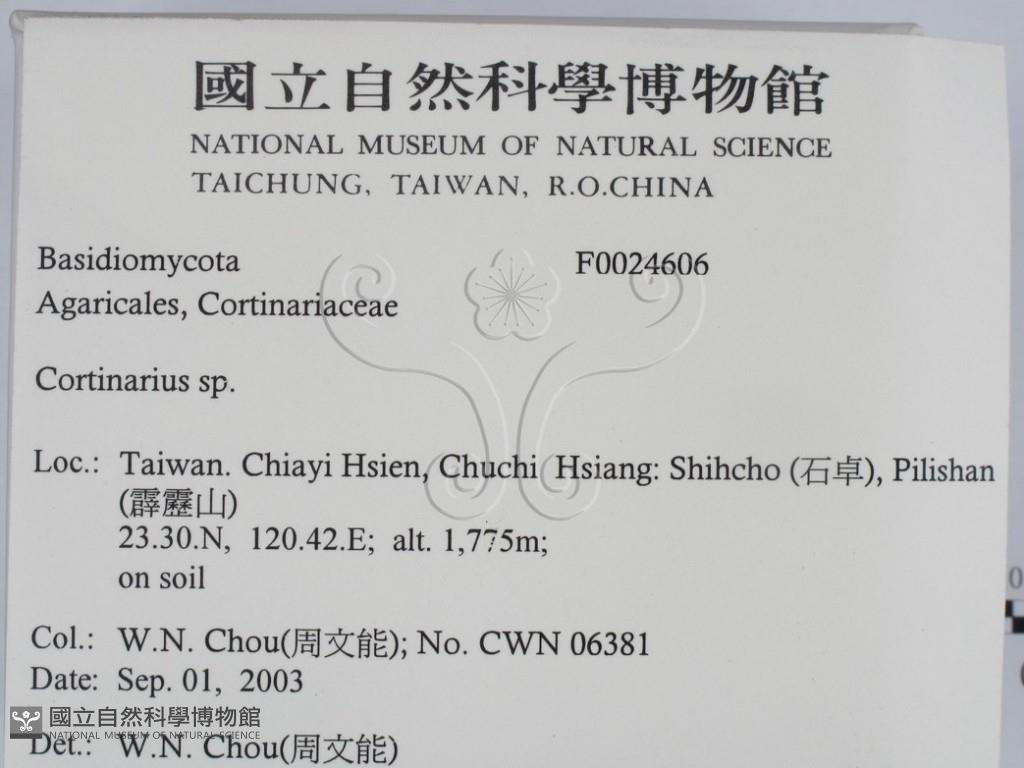 國立自然科學博物館
NATIONAL MUSEUM OF NATURAL SCIENCE
TAICHUNG, TAIWAN, R.O.CHINA
Basidiomycota F0024606
Agaricales, Cortinariaceae
Cortinarius sp.
Loc.: Taiwan. Chiayi Hsien, Chuchi Hsiang: Shihcho (石卓), Pilishan
(霹靂山)
23.30.N, 120.42.E; alt. 1,775m;
on soil
Col.: W.N. Chou(周文能); No. CWN 06381
Date: Sep. 01, 2003
國立自然科學博物館
NATIONAL MUSEUM OF NATURAL SCIENCE
Det.: W.N. Chou(周文能)
0